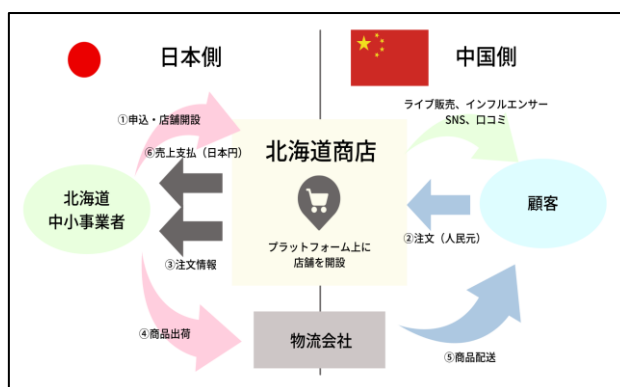 日本側
中国側
①申込・店舗開設
ライブ販売、インフルエンサー
SNS、口コミ
⑥売上支払（日本円）
北海道商店
北海道
中小事業者
顧客
②注文（人民元）
プラットフォーム上に
店舗を開設
③注文情報
④商品出荷
物流会社
⑤商品配送